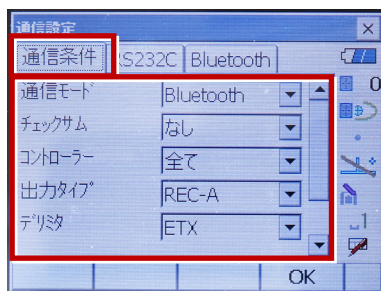 通信設定
通信条件 RS232C Bluetooth
0
通信モード Bluetooth
チェックサム なし
コントローラー 全て
出力タイプ REC-A
デリミタ ETX
OK